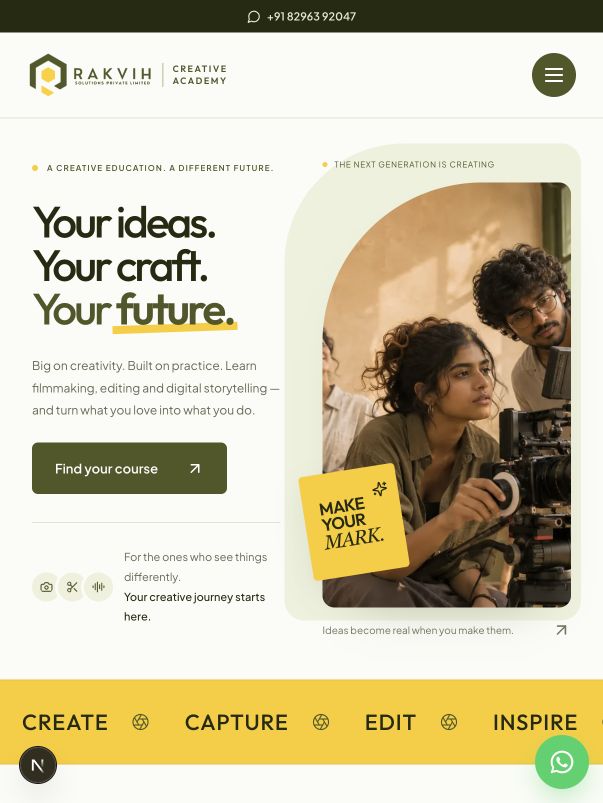 +91 82963 92047
RAKVIH
SOLUTIONS PRIVATE LIMITED
CREATIVE
ACADEMY
A CREATIVE EDUCATION. A DIFFERENT FUTURE.
Your ideas.
Your craft.
Your future.
Big on creativity. Built on practice. Learn
filmmaking, editing and digital storytelling —
and turn what you love into what you do.
Find your course
For the ones who see things
differently.
Your creative journey starts
here.
THE NEXT GENERATION IS CREATING
MAKE
YOUR
MARK.
Ideas become real when you make them.
CREATE CAPTURE EDIT INSPIRE
N